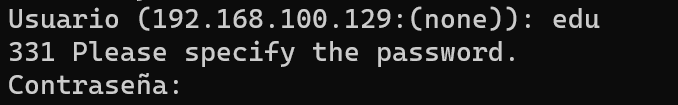 Usuario (192.168.100.129:(none)): edu
331 Please specify the password.
Contraseña: